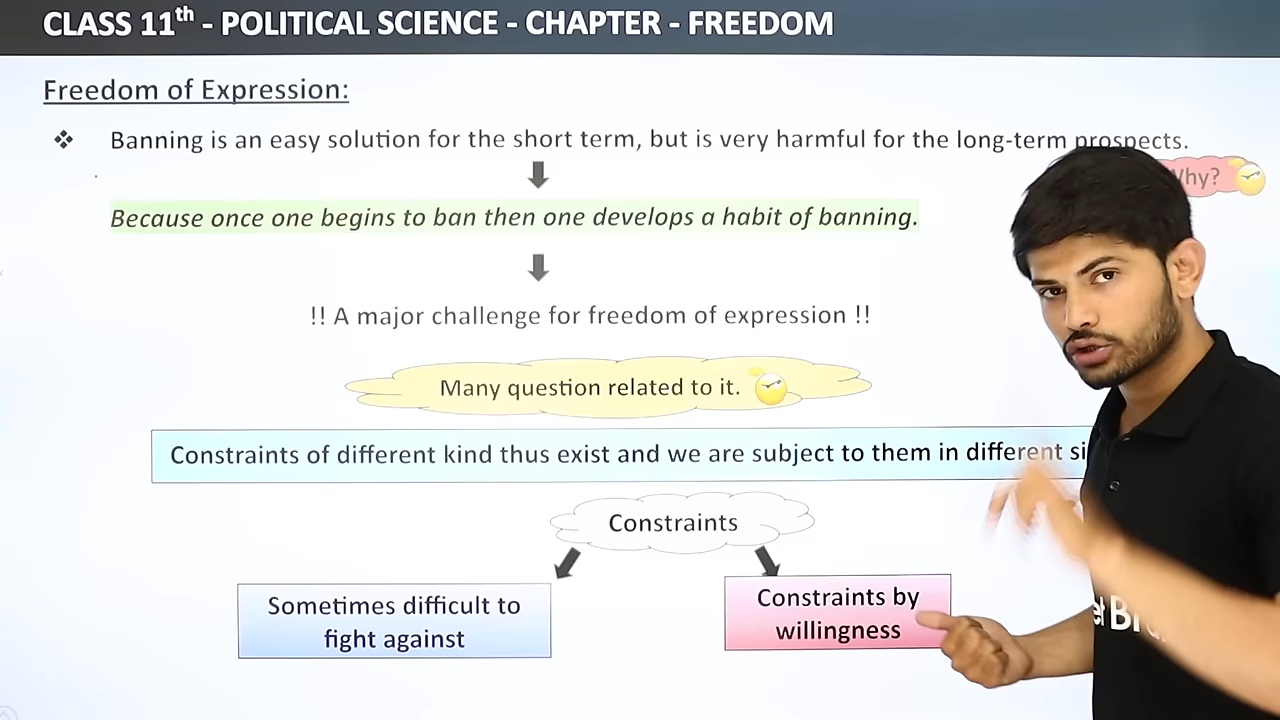 CLASS 11th - POLITICAL SCIENCE - CHAPTER - FREEDOM
Freedom of Expression:
❖ Banning is an easy solution for the short term, but is very harmful for the long-term prospects.
Why?
Because once one begins to ban then one develops a habit of banning.
!! A major challenge for freedom of expression !!
Many question related to it.
Constraints of different kind thus exist and we are subject to them in different
Constraints
Sometimes difficult to
fight against
Constraints by
willingness